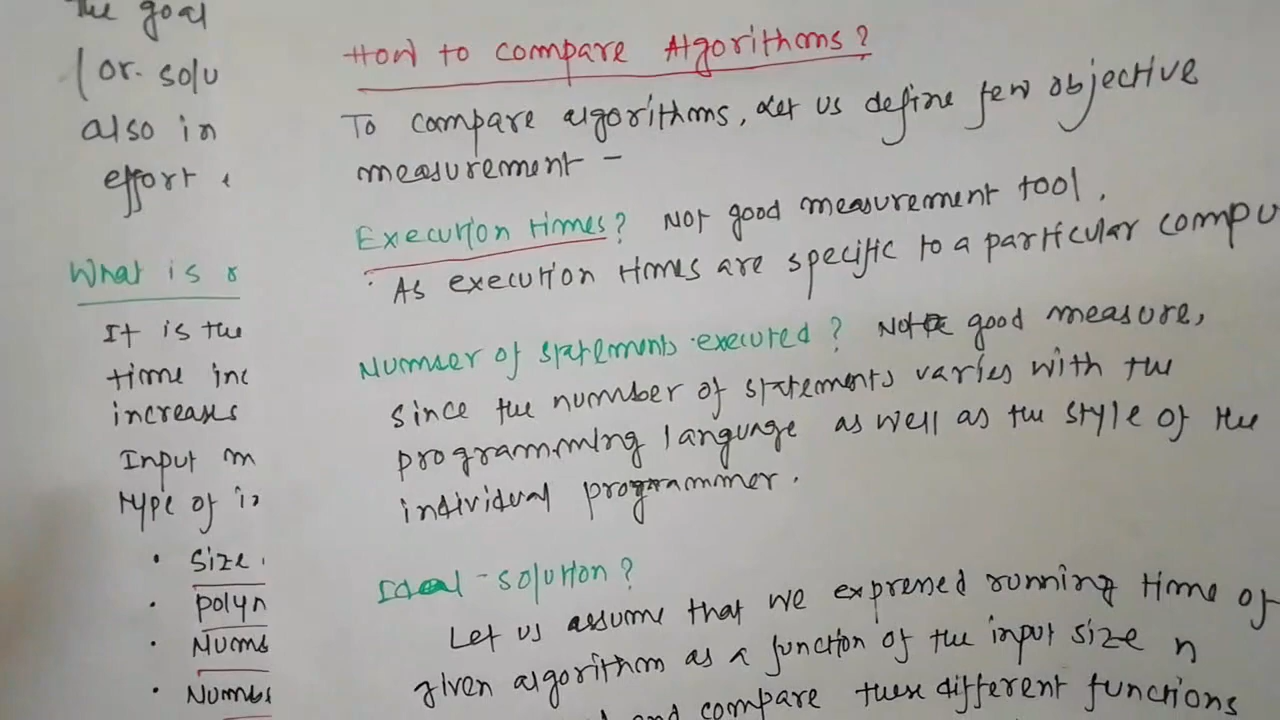 The goal
(or. solu
also in
effort
What is
It is the
time inc
increases
Input m
type of i
• Size
• Polyn
• Numb
• Numbe
How to compare Algorithms?
To compare algorithms, Let us define few objective
measurement -
Execution times? Not good measurement tool.
As execution times are specific to a particular compu
Number of statements executed? Not good measure,
since the number of statements varies with the
programming language as well as the style of the
individual programmer.
Ideal-solution?
Let us assume that we expressed running time of
given algorithm as a function of the input size n
and compare these different functions